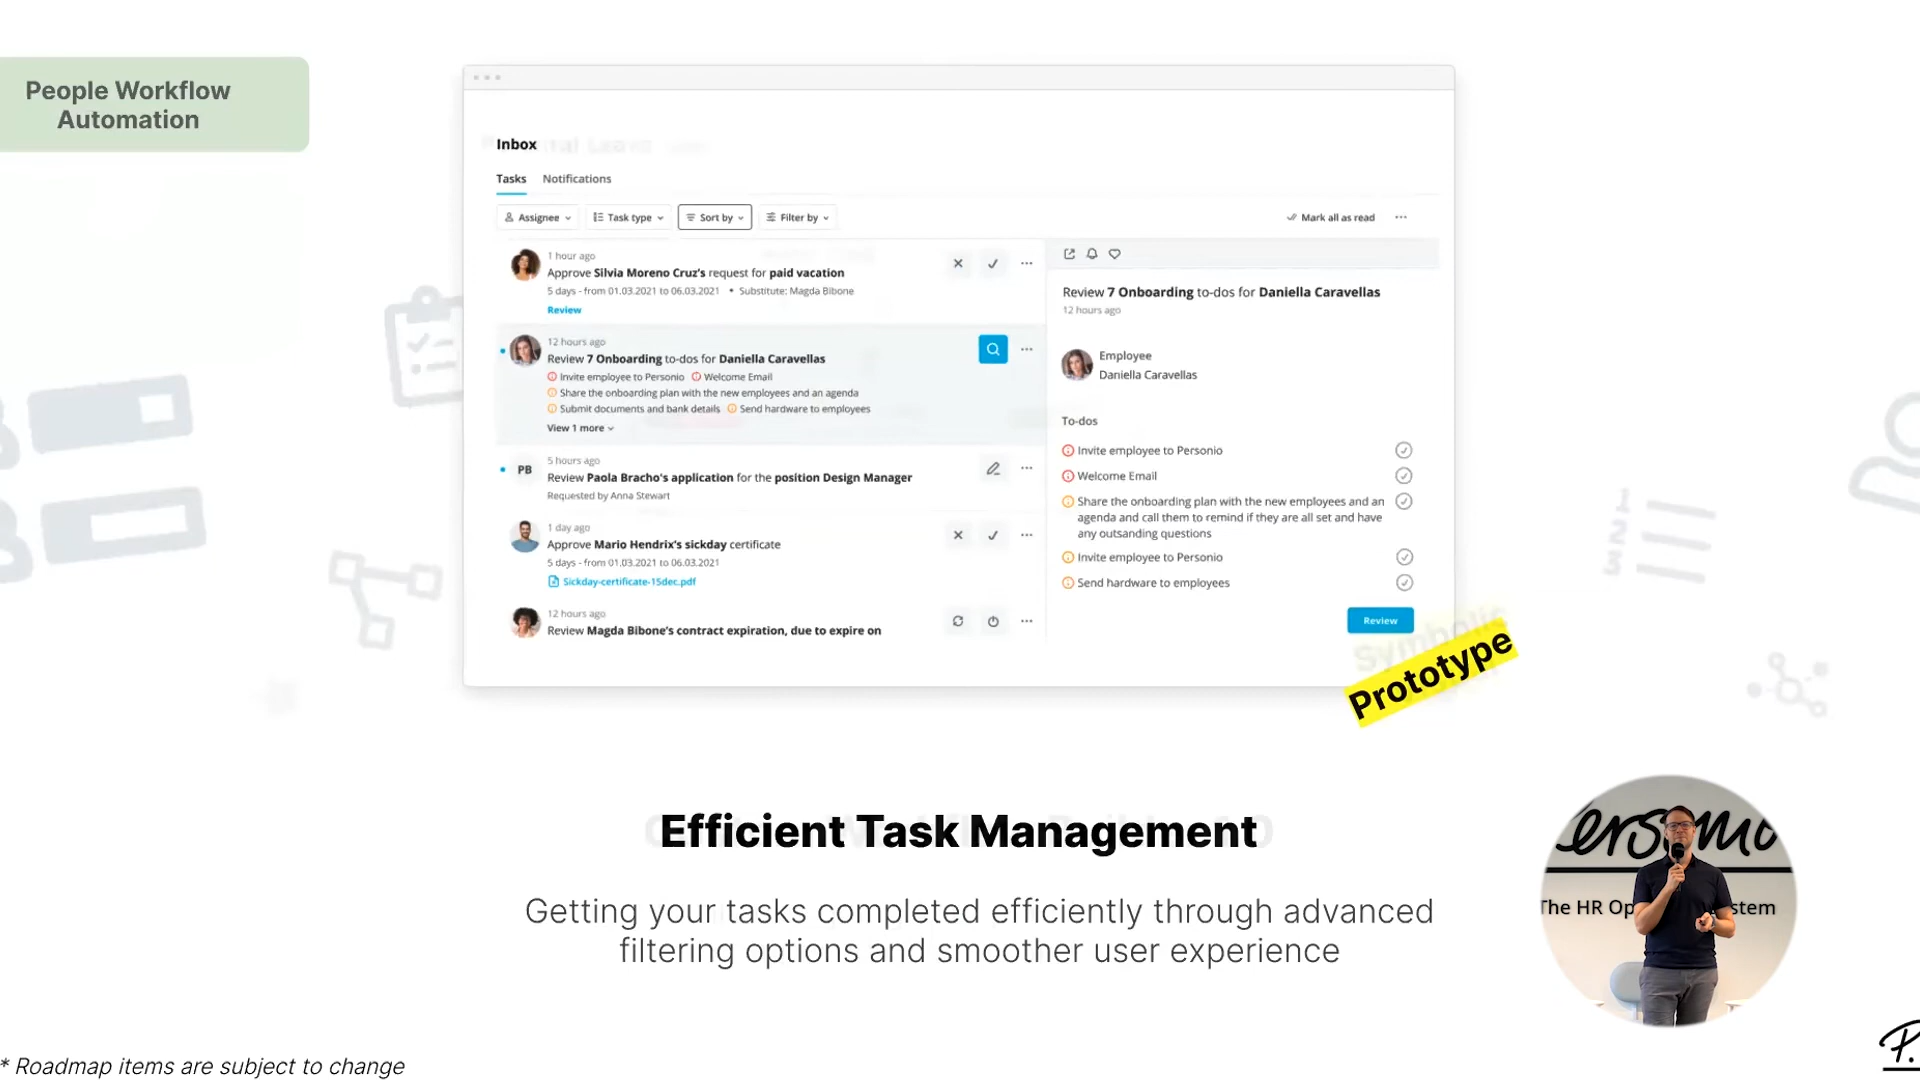 People Workflow
Automation
Inbox
Tasks Notifications
Assignee Task type Sort by Filter by Mark all as read
1 hour ago
Approve Silvia Moreno Cruz's request for paid vacation
5 days - from 01.03.2021 to 06.03.2021 • Substitute: Magda Bibone
Review
12 hours ago
Review 7 Onboarding to-dos for Daniella Caravellas
Invite employee to Personio Welcome Email
Share the onboarding plan with the new employees and an agenda
Submit documents and bank details Send hardware to employees
View 1 more
PB
5 hours ago
Review Paola Bracho's application for the position Design Manager
Requested by Anna Stewart
1 day ago
Approve Mario Hendrix's sickday certificate
5 days - from 01.03.2021 to 06.03.2021
Sickday-certificate-15dec.pdf
12 hours ago
Review Magda Bibone's contract expiration, due to expire on
Review 7 Onboarding to-dos for Daniella Caravellas
12 hours ago
Employee
Daniella Caravellas
To-dos
Invite employee to Personio
Welcome Email
Share the onboarding plan with the new employees and an
agenda and call them to remind if they are all set and have
any outsanding questions
Invite employee to Personio
Send hardware to employees
Review
Symbolic
Prototype
Efficient Task Management
Getting your tasks completed efficiently through advanced
filtering options and smoother user experience
The HR Op stem
* Roadmap items are subject to change
P.